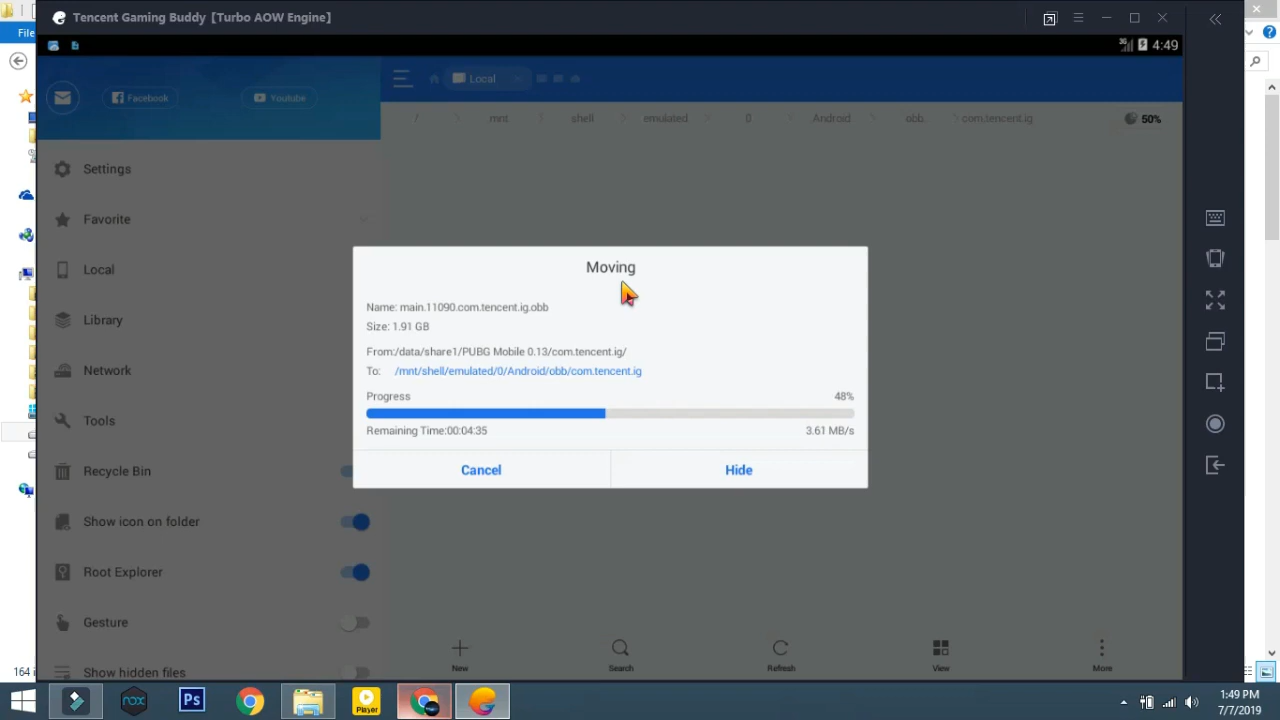 Tencent Gaming Buddy [Turbo AOW Engine]
File
3G 4:49
Facebook
Youtube
Local
/ mnt shell emulated 0 Android obb com.tencent.ig 50%
Settings
Favorite
Local
Library
Network
Tools
Recycle Bin
Show icon on folder
Root Explorer
Gesture
Show hidden files
Moving
Name: main.11090.com.tencent.ig.obb
Size: 1.91 GB
From:/data/share1/PUBG Mobile 0.13/com.tencent.ig/
To: /mnt/shell/emulated/0/Android/obb/com.tencent.ig
Progress 48%
Remaining Time:00:04:35 3.61 MB/s
Cancel Hide
New Search Refresh View More
164 i
nox Ps Player
1:49 PM
7/7/2019